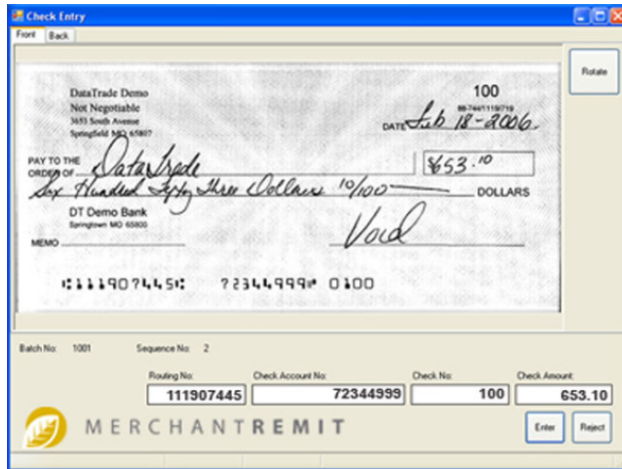 Check Entry
Front Back
Rotate
DataTrade Demo
Not Negotiable
3653 South Avenue
Springfield MO 65807
100
DATE Feb 18-2006.
PAY TO THE
ORDER OF DataTrade $653.10
Six Hundred Fifty Three Dollars 10/100 DOLLARS
DT Demo Bank
Springtown MO 65800
MEMO Void
⑆111907445⑆ 72344999⑈ 0100
Batch No: 1001 Sequence No: 2
Routing No: Check Account No: Check No: Check Amount:
111907445 72344999 100 653.10
MERCHANTREMIT
Enter Reject